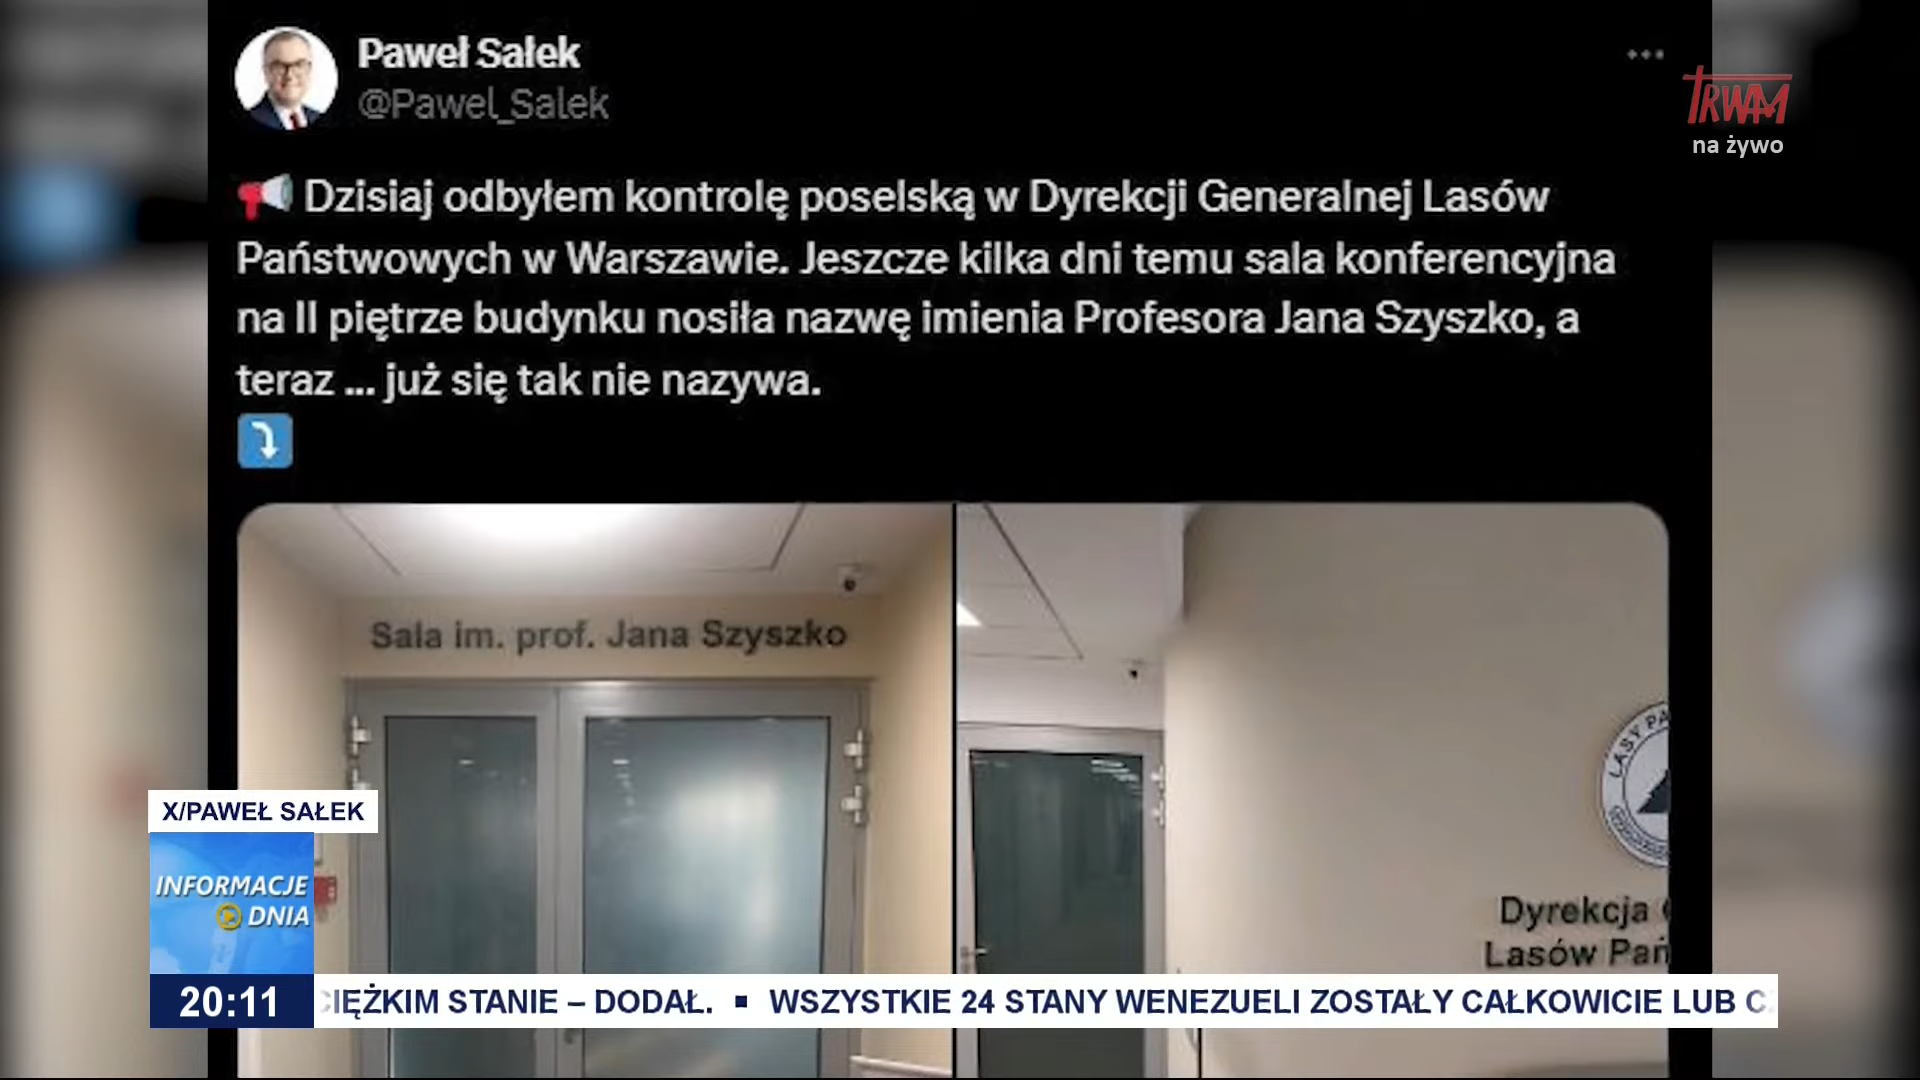 Paweł Sałek
@Pawel_Salek
TRWAM
na żywo
Dzisiaj odbyłem kontrolę poselską w Dyrekcji Generalnej Lasów
Państwowych w Warszawie. Jeszcze kilka dni temu sala konferencyjna
na II piętrze budynku nosiła nazwę imienia Profesora Jana Szyszko, a
teraz ... już się tak nie nazywa.
Sala im. prof. Jana Szyszko
LASY PA
Dyrekcja
Lasów Pań
X/PAWEŁ SAŁEK
INFORMACJE
DNIA
20:11
CIĘŻKIM STANIE – DODAŁ. ▪ WSZYSTKIE 24 STANY WENEZUELI ZOSTAŁY CAŁKOWICIE LUB